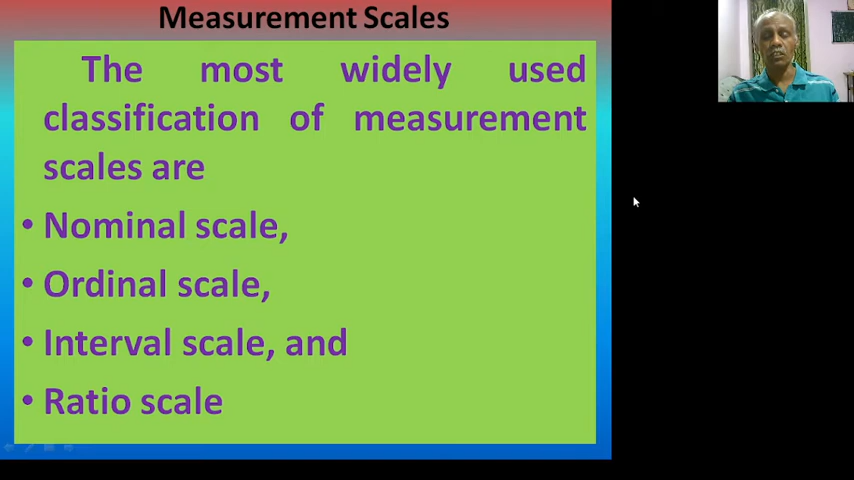 Measurement Scales
The most widely used
classification of measurement
scales are
• Nominal scale,
• Ordinal scale,
• Interval scale, and
• Ratio scale